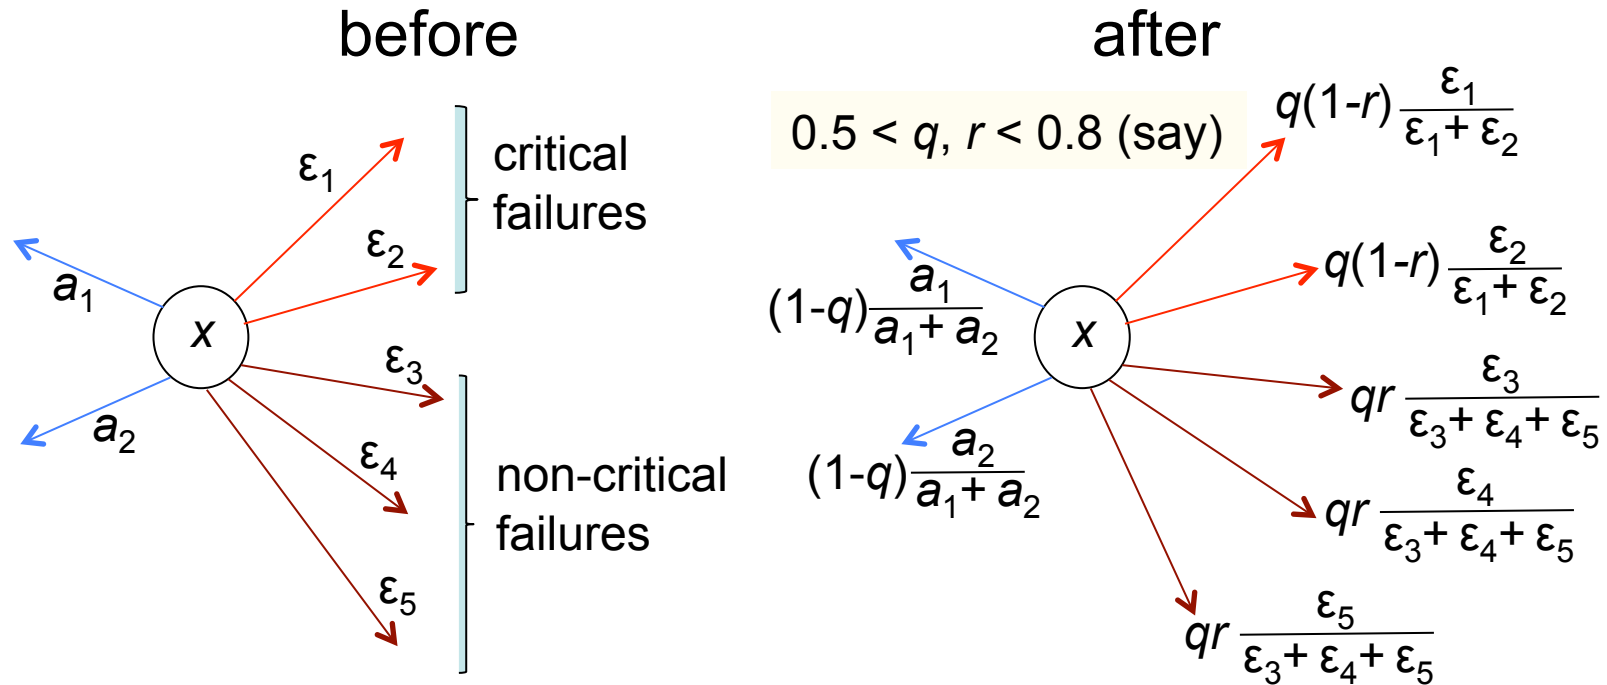 before
ε₁
critical
failures
ε₂
a₁
x
ε₃
a₂
ε₄
non-critical
failures
ε₅
after
0.5 < q, r < 0.8 (say)
q(1-r) ε₁ / (ε₁ + ε₂)
q(1-r) ε₂ / (ε₁ + ε₂)
(1-q) a₁ / (a₁ + a₂)
x
qr ε₃ / (ε₃ + ε₄ + ε₅)
(1-q) a₂ / (a₁ + a₂)
qr ε₄ / (ε₃ + ε₄ + ε₅)
qr ε₅ / (ε₃ + ε₄ + ε₅)